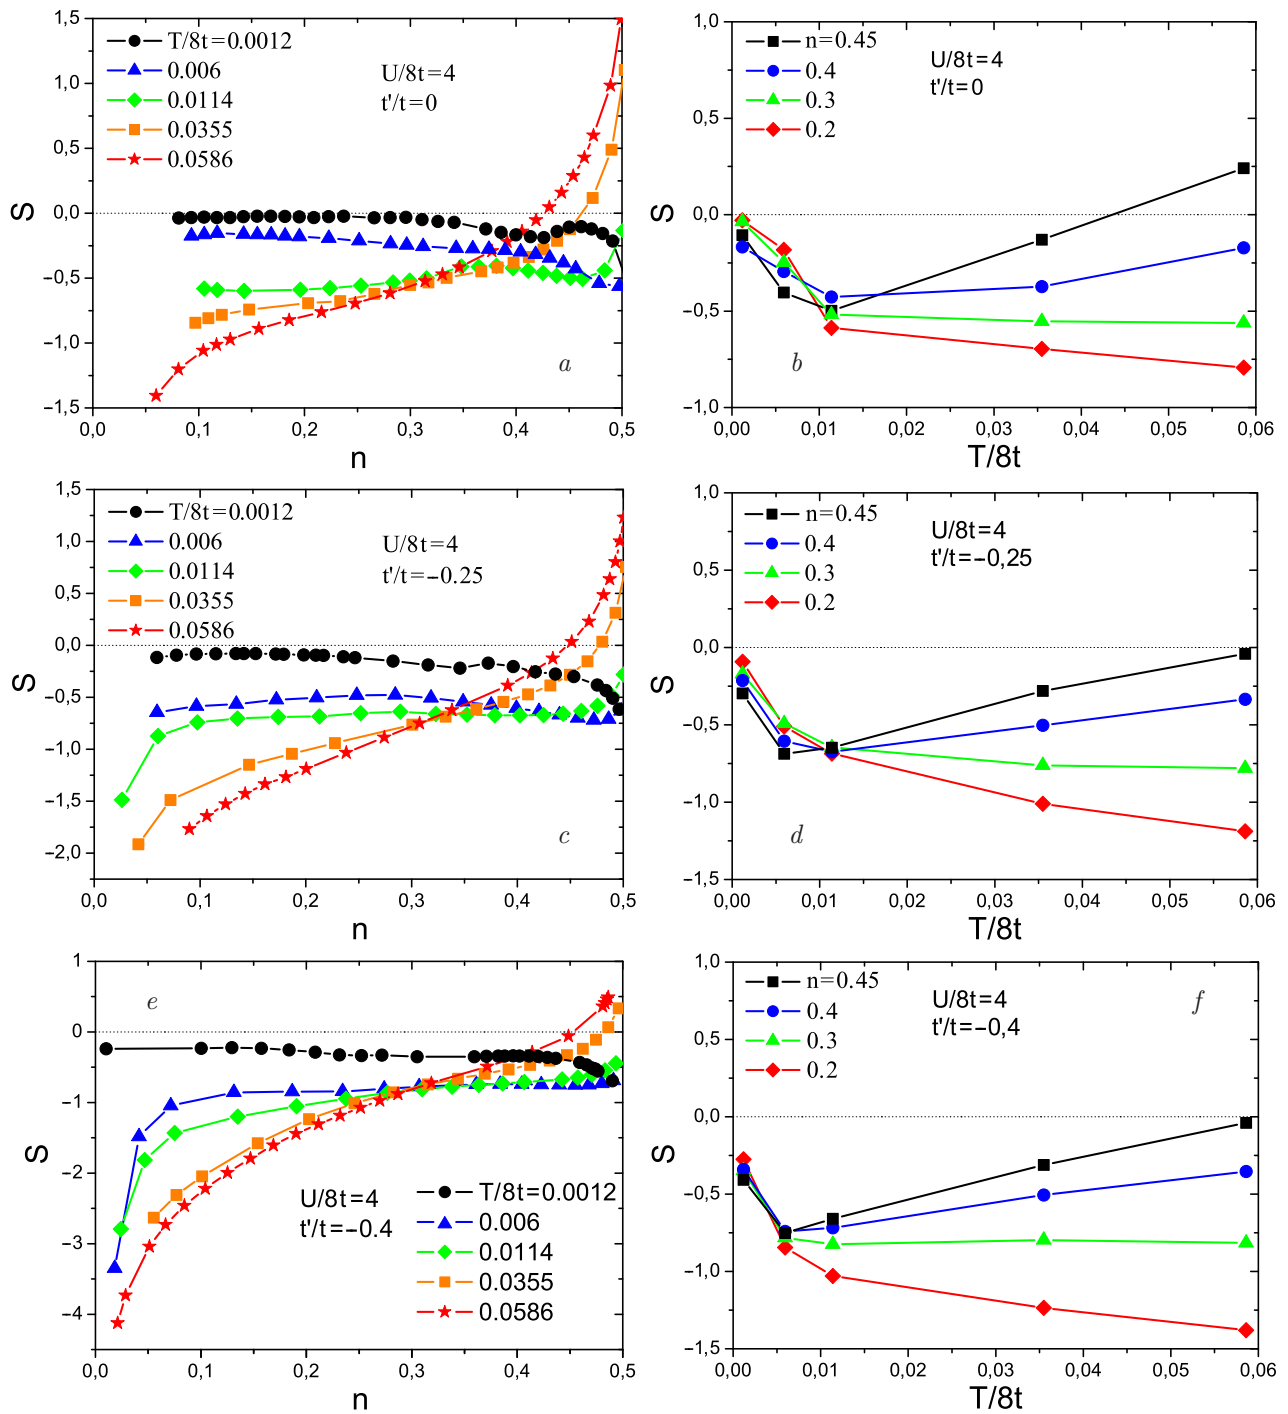 1,5
1,0
0,5
0,0
−0,5
−1,0
−1,5
S
T/8t=0.0012
0.006
0.0114
0.0355
0.0586
U/8t=4
t'/t=0
a
0,0 0,1 0,2 0,3 0,4 0,5
n
1,0
0,5
0,0
−0,5
−1,0
S
n=0.45
0.4
0.3
0.2
U/8t=4
t'/t=0
b
0,00 0,01 0,02 0,03 0,04 0,05 0,06
T/8t
1,5
1,0
0,5
0,0
−0,5
−1,0
−1,5
−2,0
S
T/8t=0.0012
0.006
0.0114
0.0355
0.0586
U/8t=4
t'/t=−0.25
c
0,0 0,1 0,2 0,3 0,4 0,5
n
1,0
0,5
0,0
−0,5
−1,0
−1,5
S
n=0.45
0.4
0.3
0.2
U/8t=4
t'/t=−0,25
d
0,00 0,01 0,02 0,03 0,04 0,05 0,06
T/8t
1
0
−1
−2
−3
−4
S
e
U/8t=4
t'/t=−0.4
T/8t=0.0012
0.006
0.0114
0.0355
0.0586
0,0 0,1 0,2 0,3 0,4 0,5
n
1,0
0,5
0,0
−0,5
−1,0
−1,5
S
n=0.45
0.4
0.3
0.2
U/8t=4
t'/t=−0,4
f
0,00 0,01 0,02 0,03 0,04 0,05 0,06
T/8t